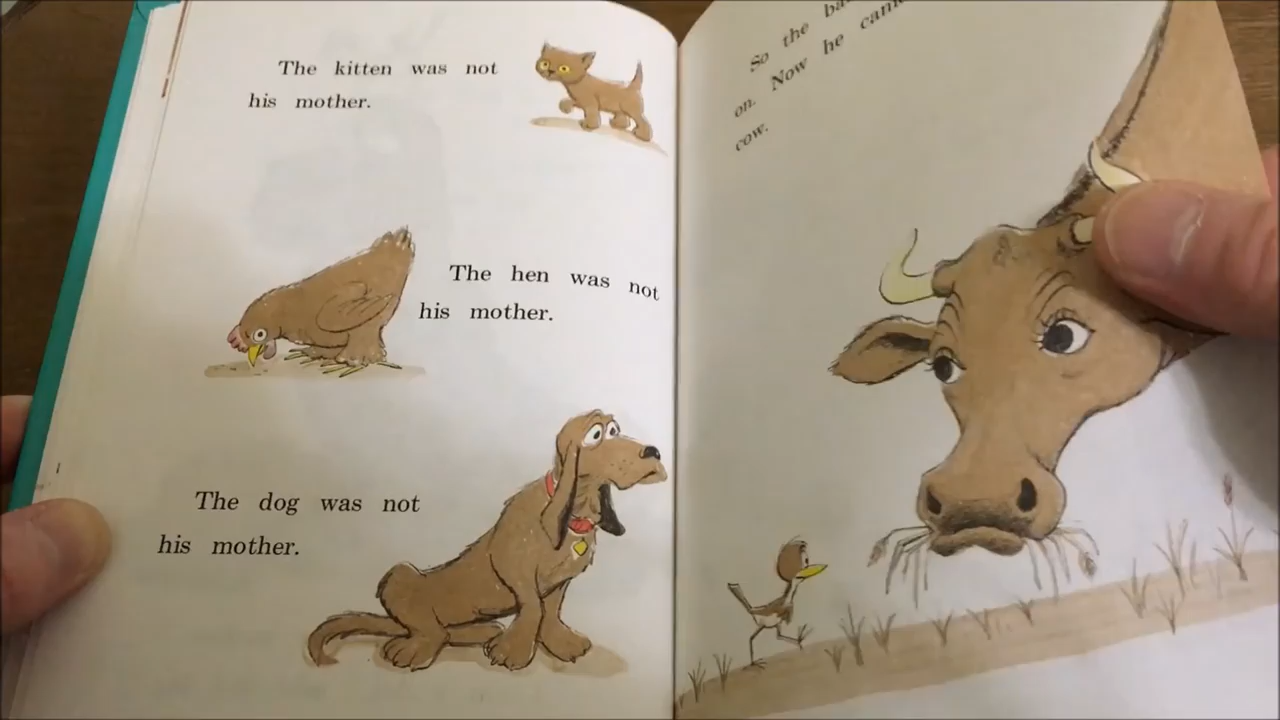 The kitten was not
his mother.
The hen was not
his mother.
The dog was not
his mother.
So the
on. Now he came
cow.